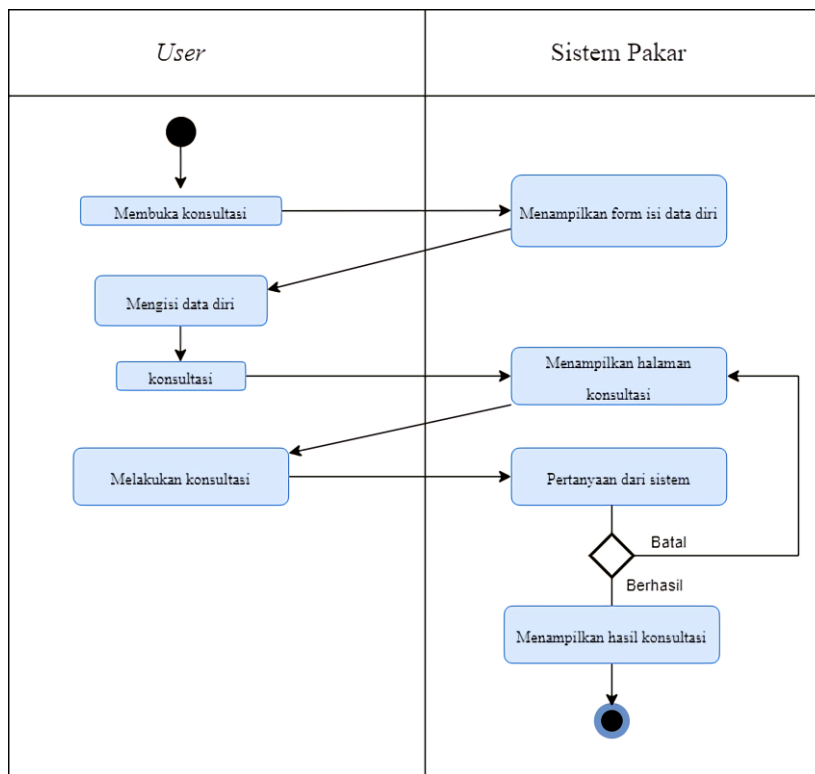 User
Sistem Pakar
Membuka konsultasi
Menampilkan form isi data diri
Mengisi data diri
konsultasi
Menampilkan halaman
konsultasi
Melakukan konsultasi
Pertanyaan dari sistem
Batal
Berhasil
Menampilkan hasil konsultasi